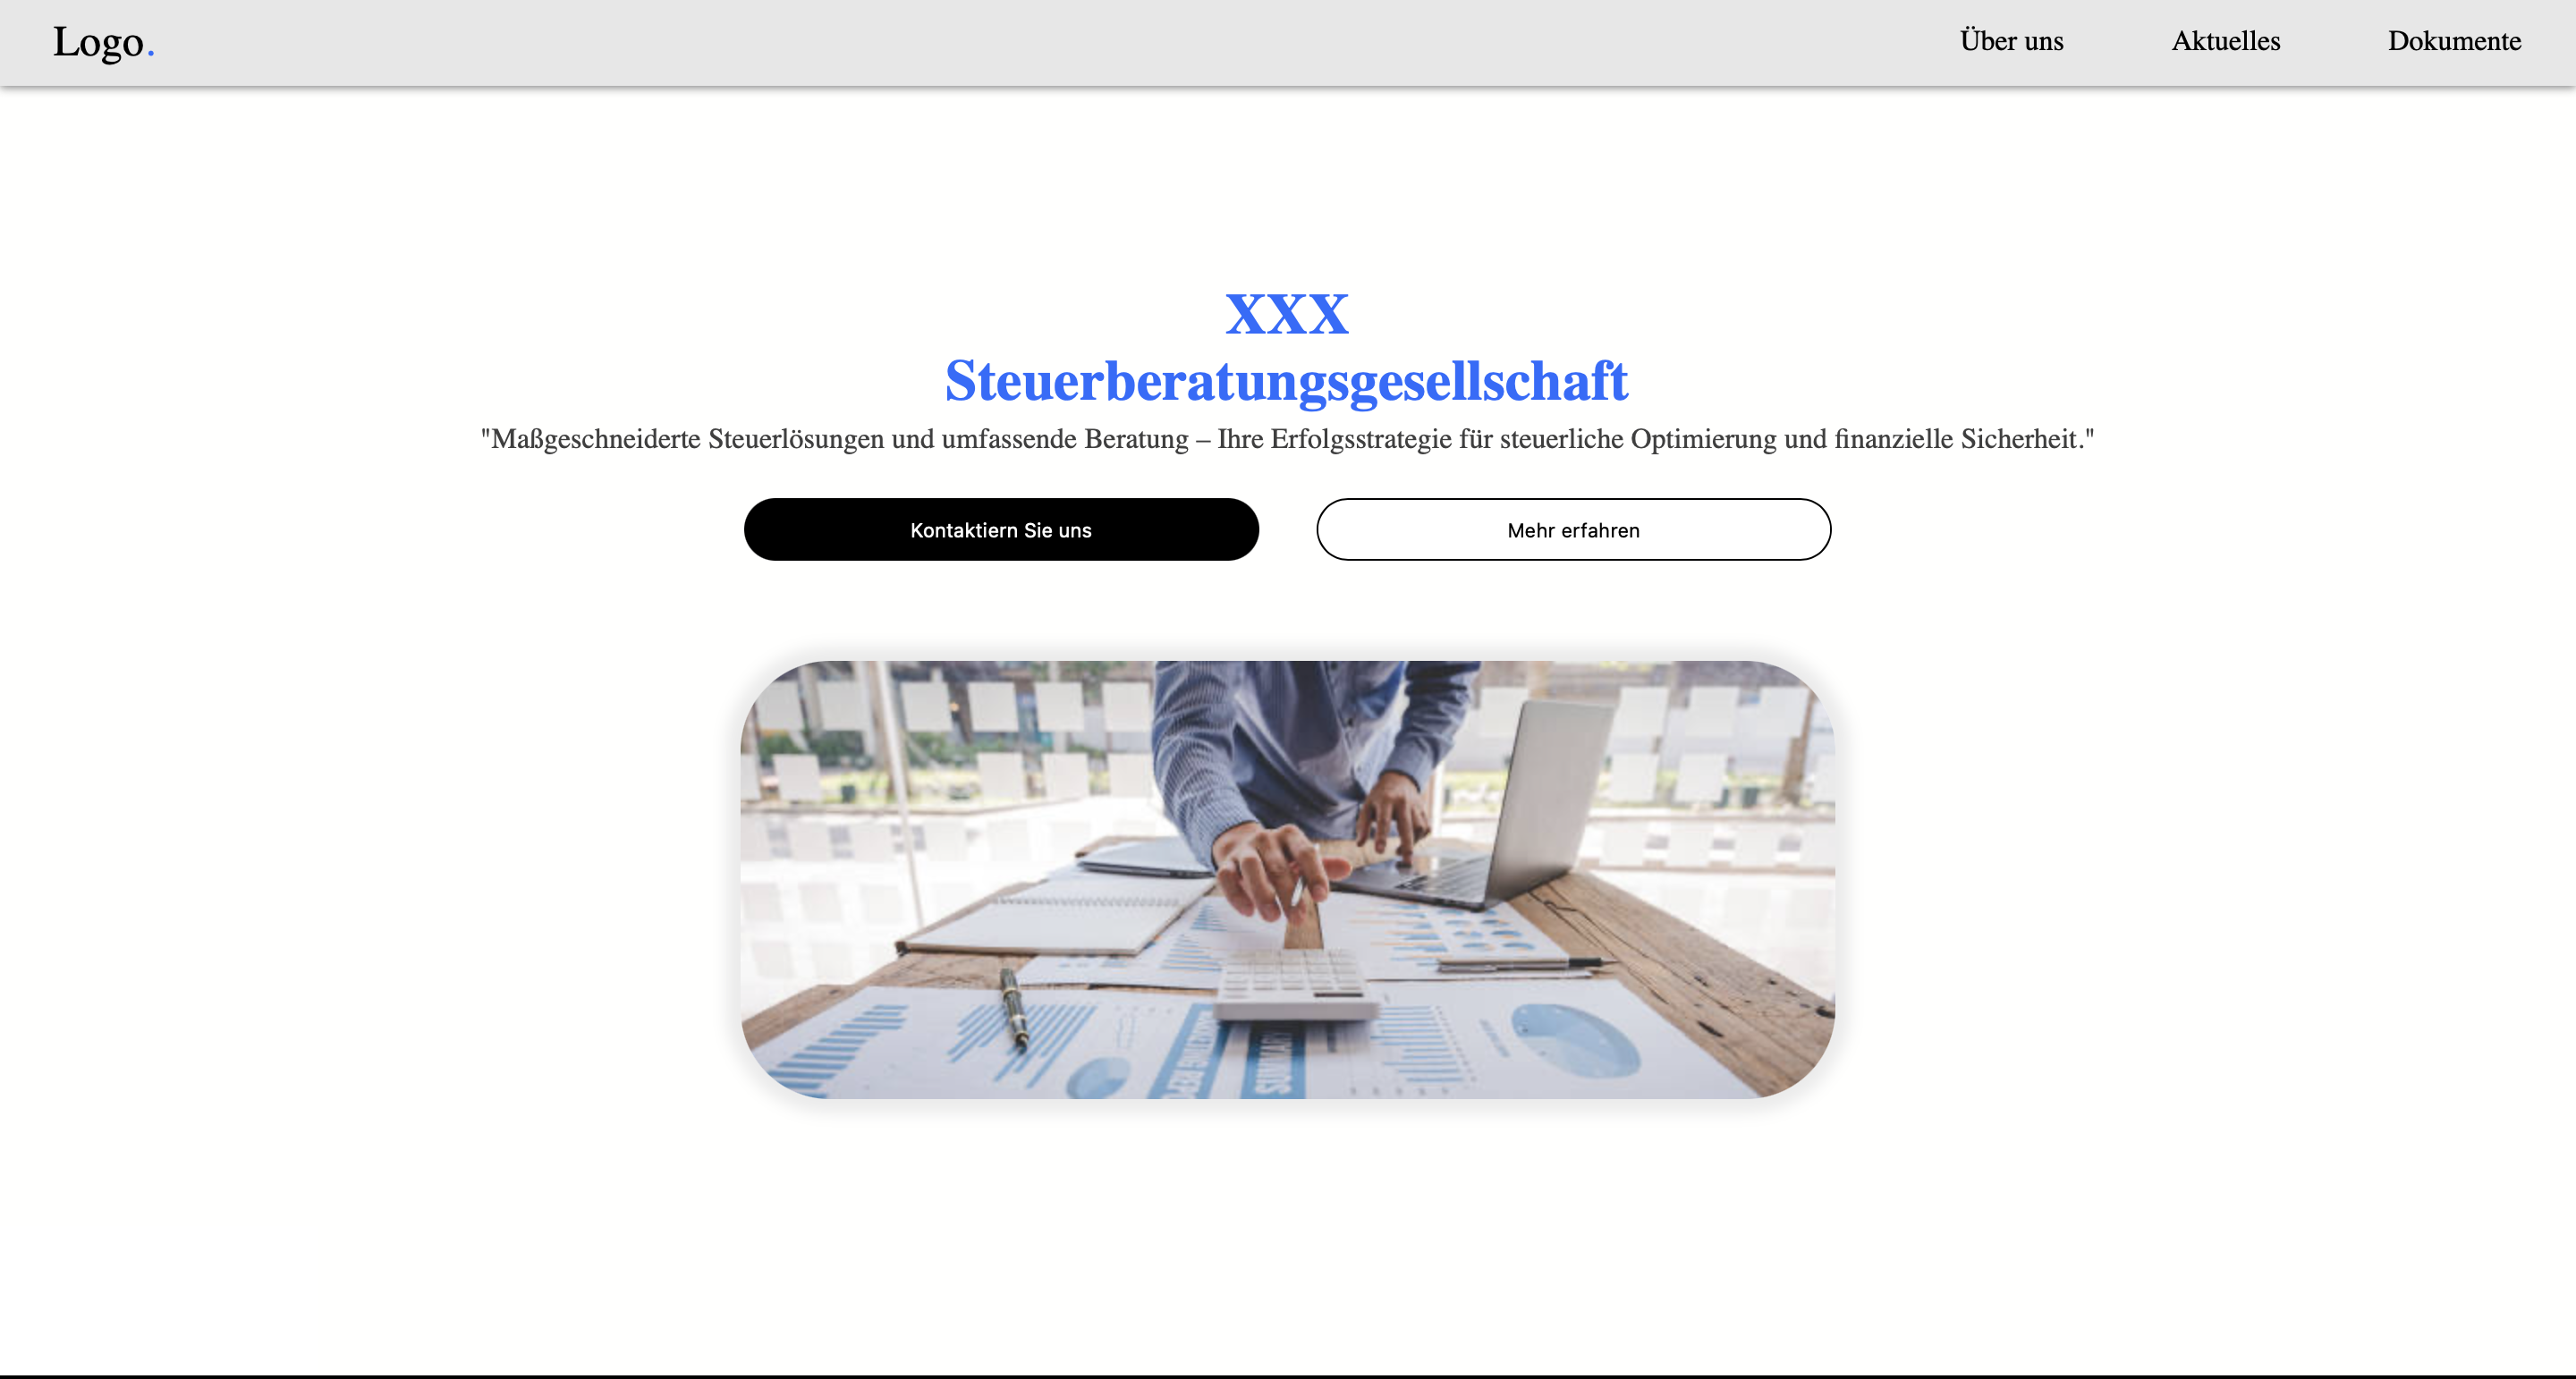 Logo.
Über uns
Aktuelles
Dokumente
xxx
Steuerberatungsgesellschaft
"Maßgeschneiderte Steuerlösungen und umfassende Beratung – Ihre Erfolgsstrategie für steuerliche Optimierung und finanzielle Sicherheit."
Kontaktiern Sie uns
Mehr erfahren
SUMMARY